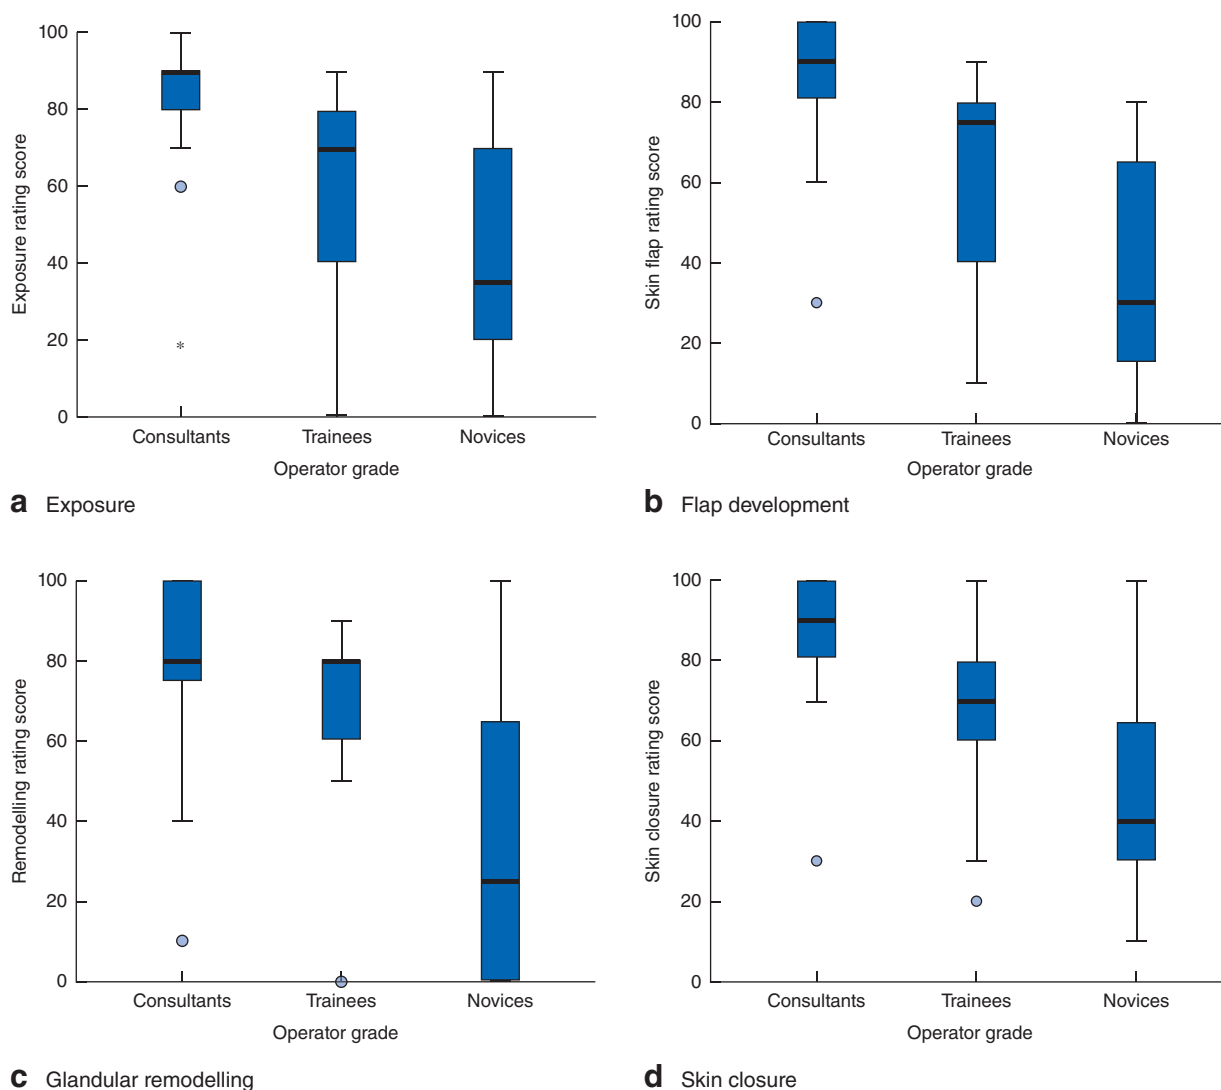 100
80
60
40
20
0
Exposure rating score
*
Consultants Trainees Novices
Operator grade
a Exposure
100
80
60
40
20
0
Skin flap rating score
Consultants Trainees Novices
Operator grade
b Flap development
100
80
60
40
20
0
Remodelling rating score
Consultants Trainees Novices
Operator grade
c Glandular remodelling
100
80
60
40
20
0
Skin closure rating score
Consultants Trainees Novices
Operator grade
d Skin closure